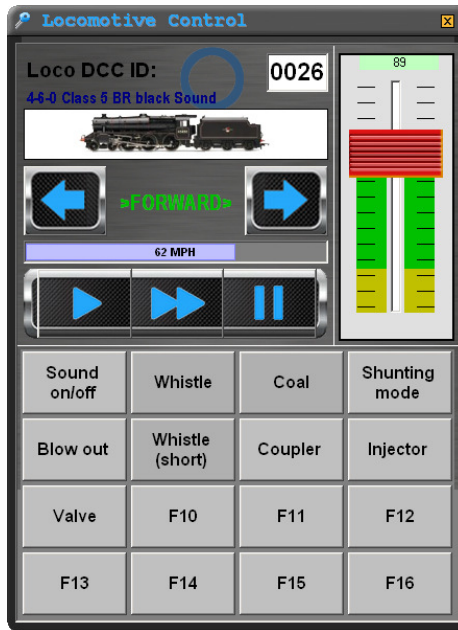 Locomotive Control
Loco DCC ID:
0026
4-6-0 Class 5 BR black Sound
89
»FORWARD»
62 MPH
Sound
on/off
Whistle
Coal
Shunting
mode
Blow out
Whistle
(short)
Coupler
Injector
Valve
F10
F11
F12
F13
F14
F15
F16